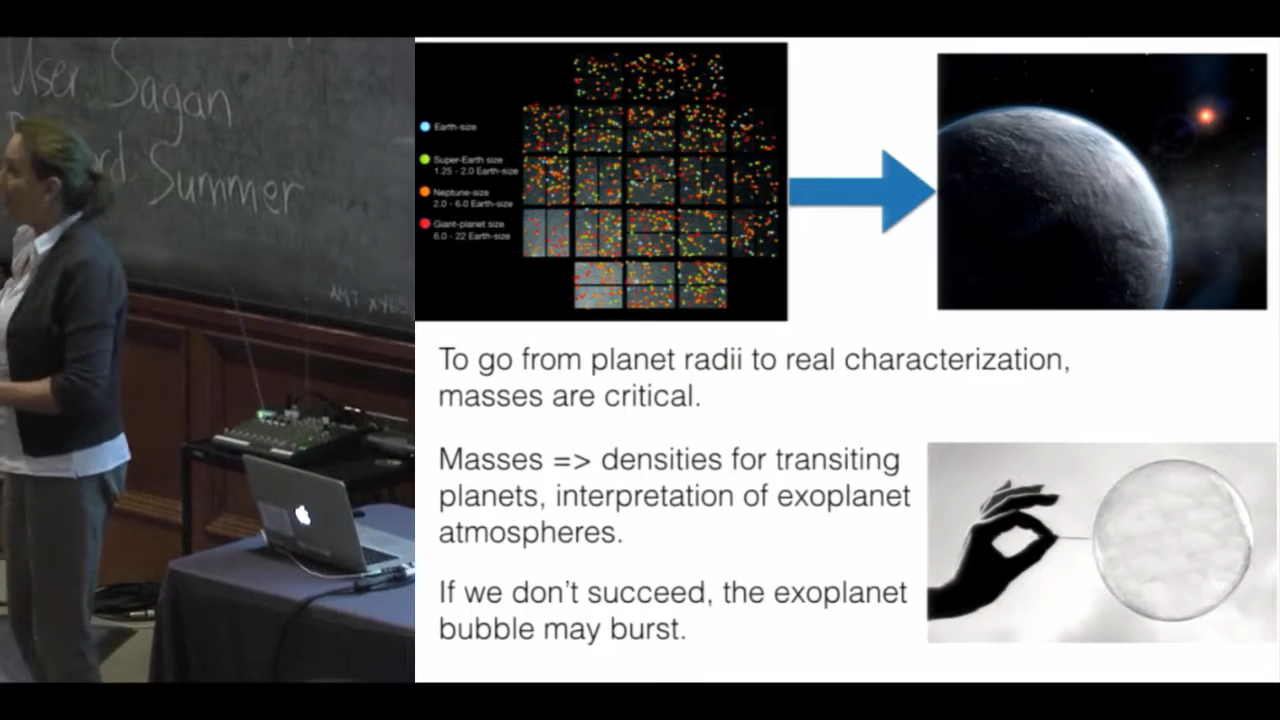 User: Sagan
Summer
Earth-size
Super-Earth size
1.25 - 2.0 Earth-size
Neptune-size
2.0 - 6.0 Earth-size
Giant-planet size
6.0 - 22 Earth-size
To go from planet radii to real characterization,
masses are critical.
Masses => densities for transiting
planets, interpretation of exoplanet
atmospheres.
If we don't succeed, the exoplanet
bubble may burst.